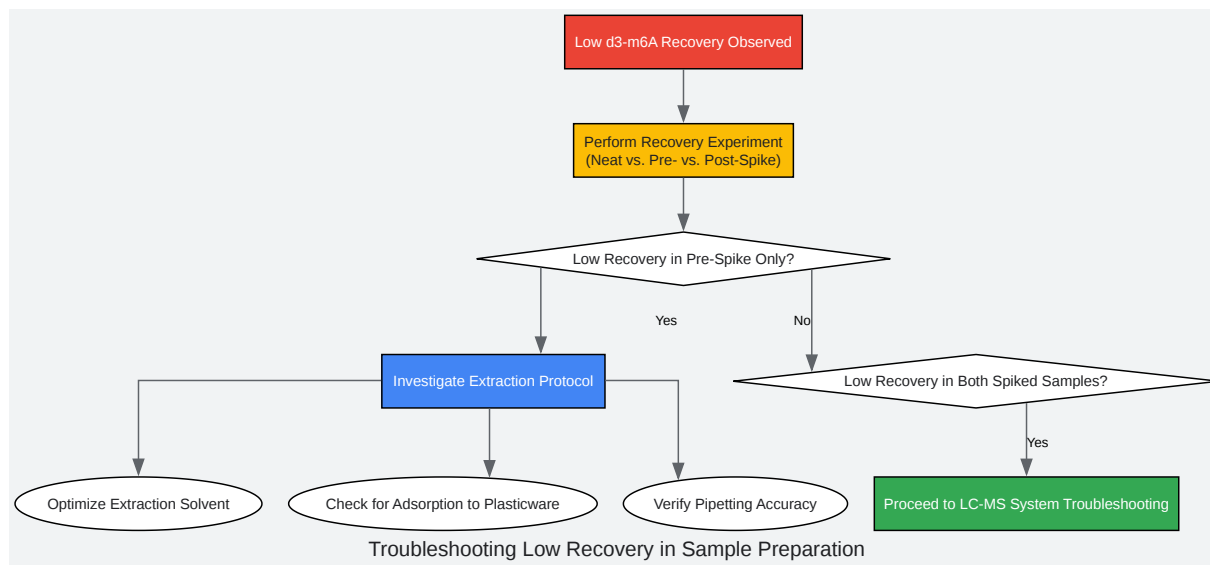 Low d3-m6A Recovery Observed
Perform Recovery Experiment
(Neat vs. Pre- vs. Post-Spike)
Low Recovery in Pre-Spike Only?
Yes
No
Investigate Extraction Protocol
Low Recovery in Both Spiked Samples?
Yes
Optimize Extraction Solvent
Check for Adsorption to Plasticware
Verify Pipetting Accuracy
Proceed to LC-MS System Troubleshooting
Troubleshooting Low Recovery in Sample Preparation